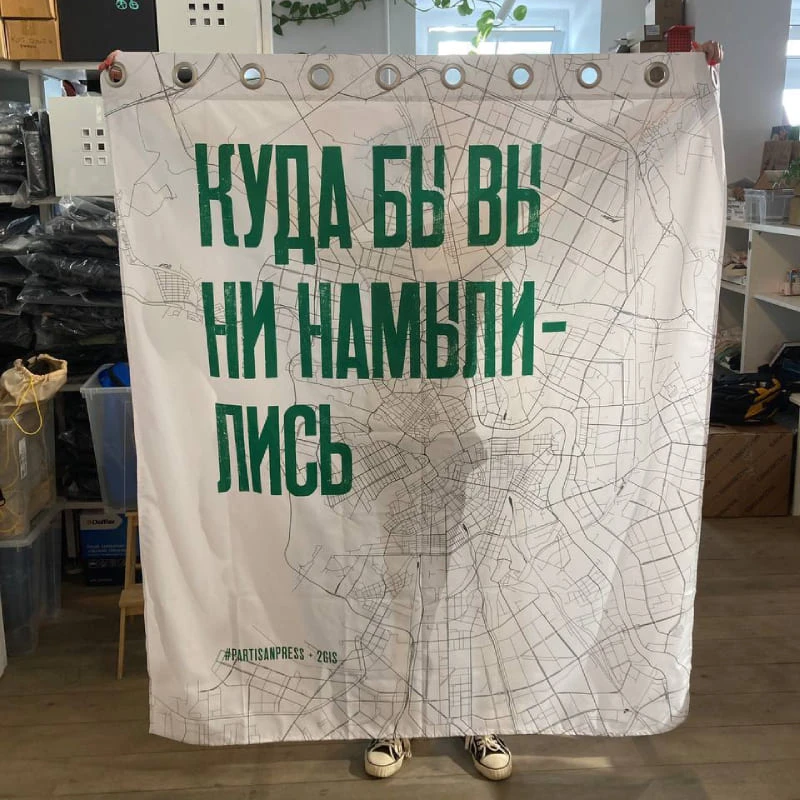 КУДА БЫ ВЫ
НИ НАМЫЛИ-
ЛИСЬ
#PARTISANPRESS + 2GIS